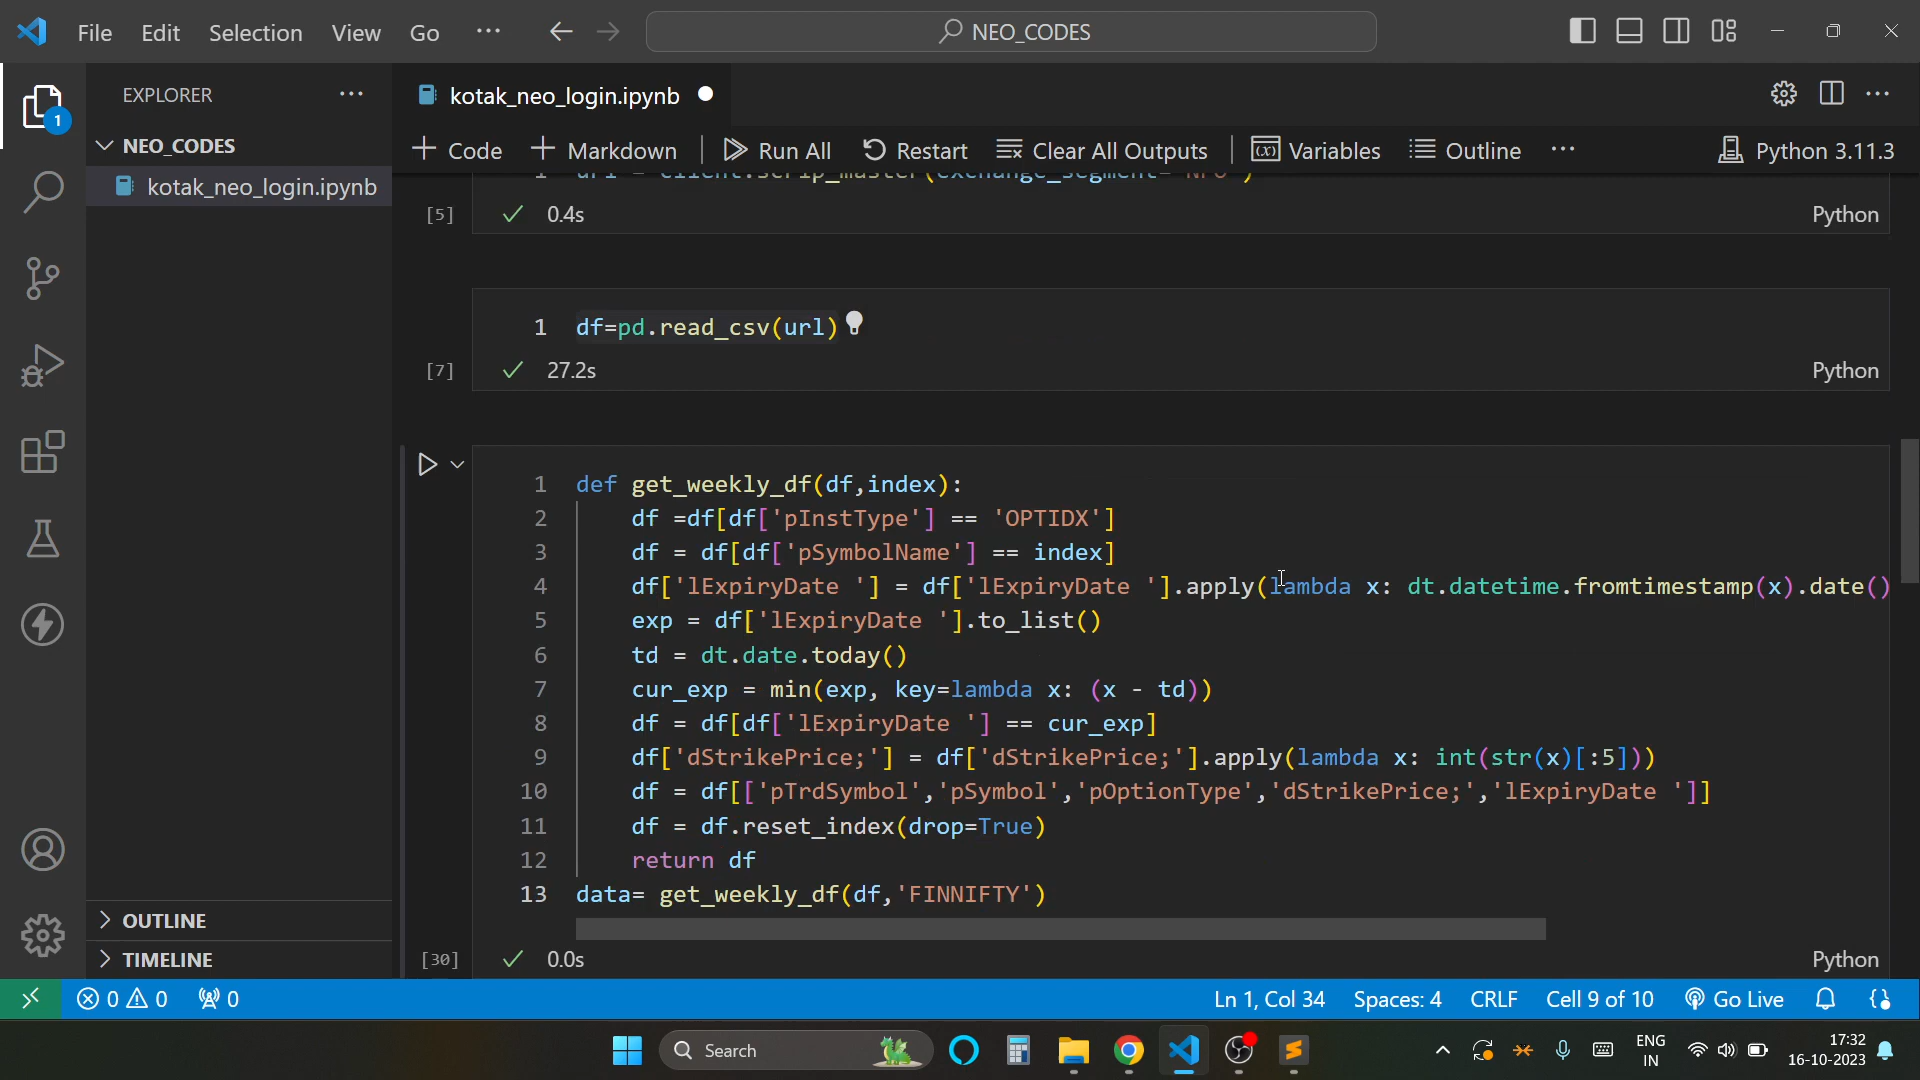 File Edit Selection View Go ··· NEO_CODES
EXPLORER ···
1
kotak_neo_login.ipynb
NEO_CODES
kotak_neo_login.ipynb
+ Code + Markdown Run All Restart Clear All Outputs (x) Variables Outline ··· Python 3.11.3
1 url = client.scrip_master(exchange_segment="NFO")
[5] ✓ 0.4s Python
1 df=pd.read_csv(url)
[7] ✓ 27.2s Python
1 def get_weekly_df(df,index):
2 df =df[df['pInstType'] == 'OPTIDX']
3 df = df[df['pSymbolName'] == index]
4 df['lExpiryDate '] = df['lExpiryDate '].apply(lambda x: dt.datetime.fromtimestamp(x).date()
5 exp = df['lExpiryDate '].to_list()
6 td = dt.date.today()
7 cur_exp = min(exp, key=lambda x: (x - td))
8 df = df[df['lExpiryDate '] == cur_exp]
9 df['dStrikePrice;'] = df['dStrikePrice;'].apply(lambda x: int(str(x)[:5]))
10 df = df[['pTrdSymbol','pSymbol','pOptionType','dStrikePrice;','lExpiryDate ']]
11 df = df.reset_index(drop=True)
12 return df
13 data= get_weekly_df(df,'FINNIFTY')
[30] ✓ 0.0s Python
OUTLINE
TIMELINE
0 0 0 Ln 1, Col 34 Spaces: 4 CRLF Cell 9 of 10 Go Live
Search
ENG
IN
17:32
16-10-2023